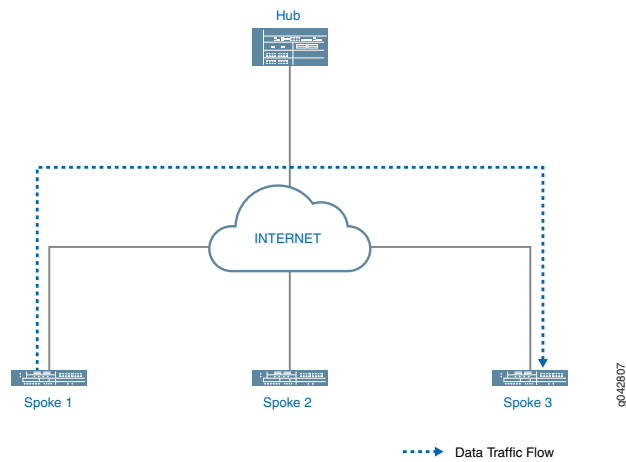 Hub
INTERNET
Spoke 1
Spoke 2
Spoke 3
g042807
Data Traffic Flow